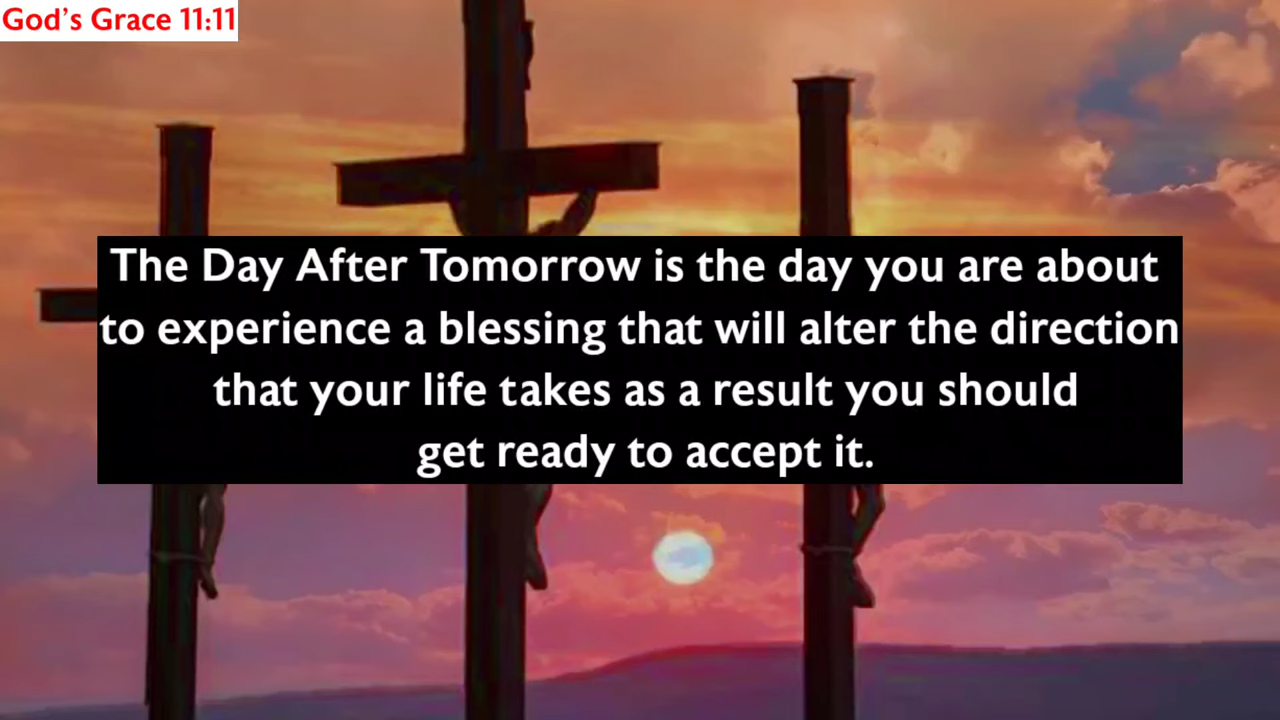 God's Grace 11:11
The Day After Tomorrow is the day you are about
to experience a blessing that will alter the direction
that your life takes as a result you should
get ready to accept it.